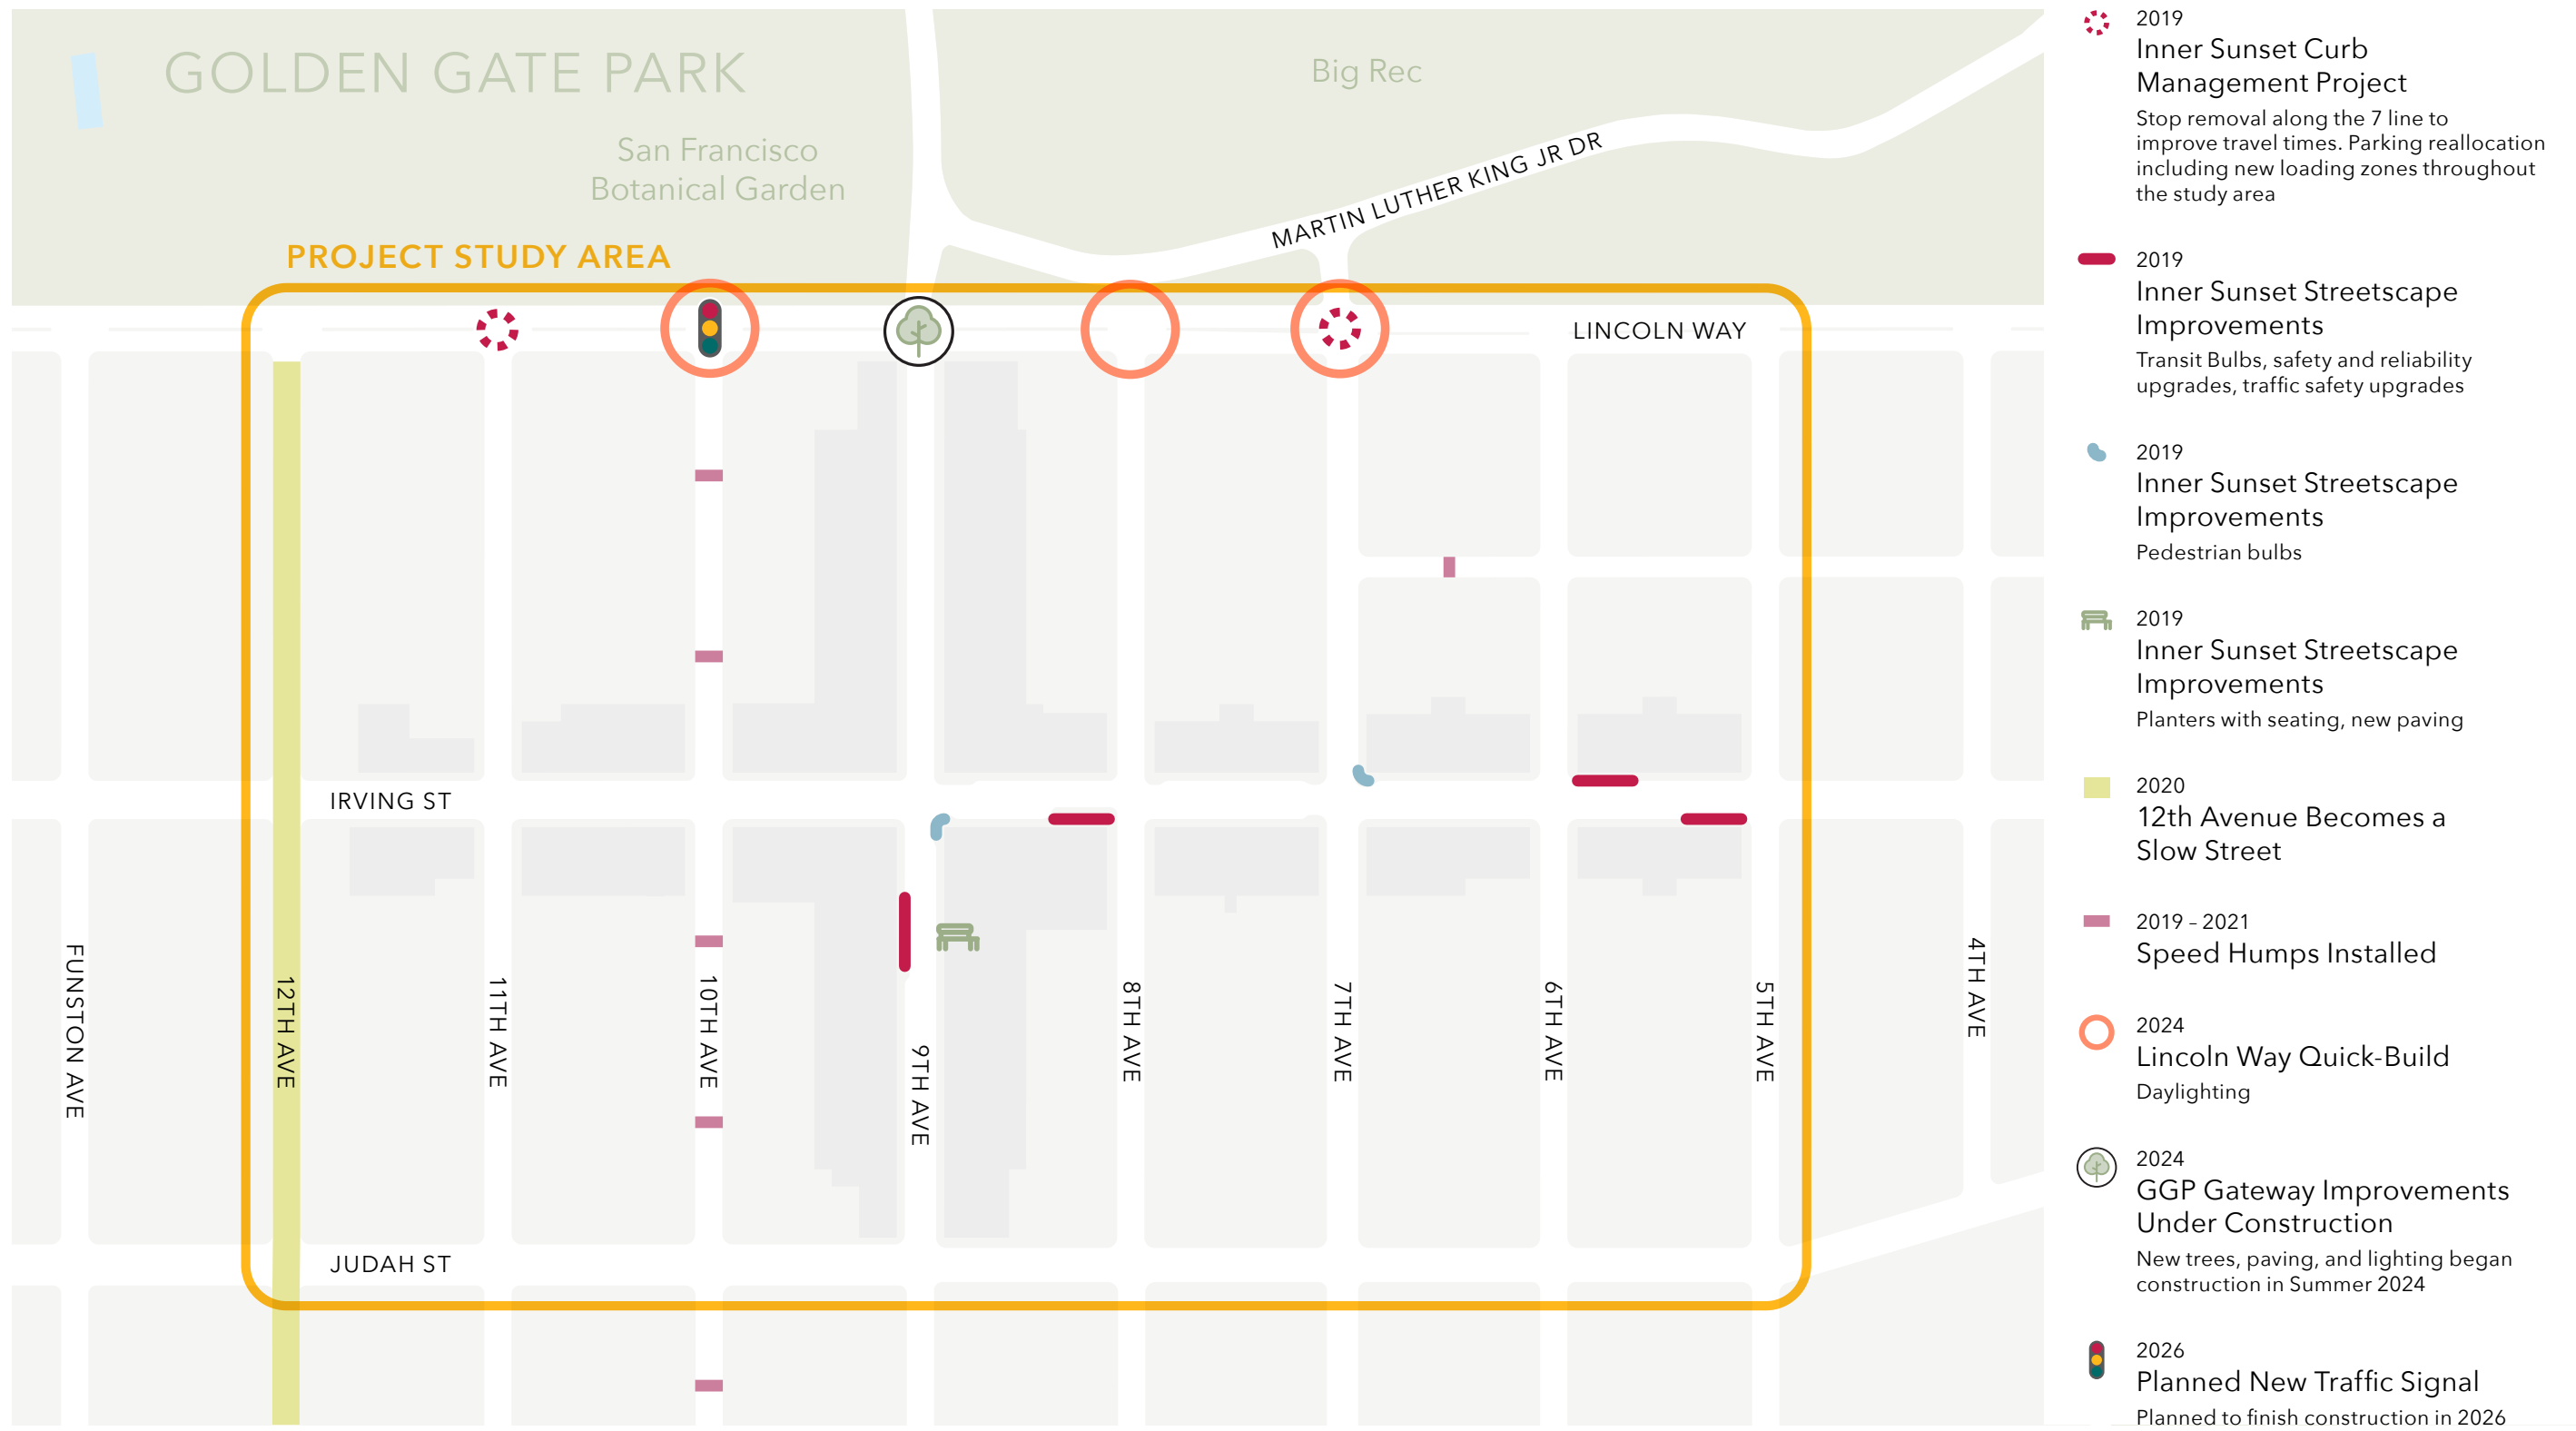 GOLDEN GATE PARK
Big Rec
San Francisco
Botanical Garden
MARTIN LUTHER KING JR DR
PROJECT STUDY AREA
LINCOLN WAY
IRVING ST
FUNSTON AVE
12TH AVE
11TH AVE
10TH AVE
9TH AVE
8TH AVE
7TH AVE
6TH AVE
5TH AVE
4TH AVE
JUDAH ST
2019
Inner Sunset Curb
Management Project
Stop removal along the 7 line to
improve travel times. Parking reallocation
including new loading zones throughout
the study area
2019
Inner Sunset Streetscape
Improvements
Transit Bulbs, safety and reliability
upgrades, traffic safety upgrades
2019
Inner Sunset Streetscape
Improvements
Pedestrian bulbs
2019
Inner Sunset Streetscape
Improvements
Planters with seating, new paving
2020
12th Avenue Becomes a
Slow Street
2019 – 2021
Speed Humps Installed
2024
Lincoln Way Quick-Build
Daylighting
2024
GGP Gateway Improvements
Under Construction
New trees, paving, and lighting began
construction in Summer 2024
2026
Planned New Traffic Signal
Planned to finish construction in 2026